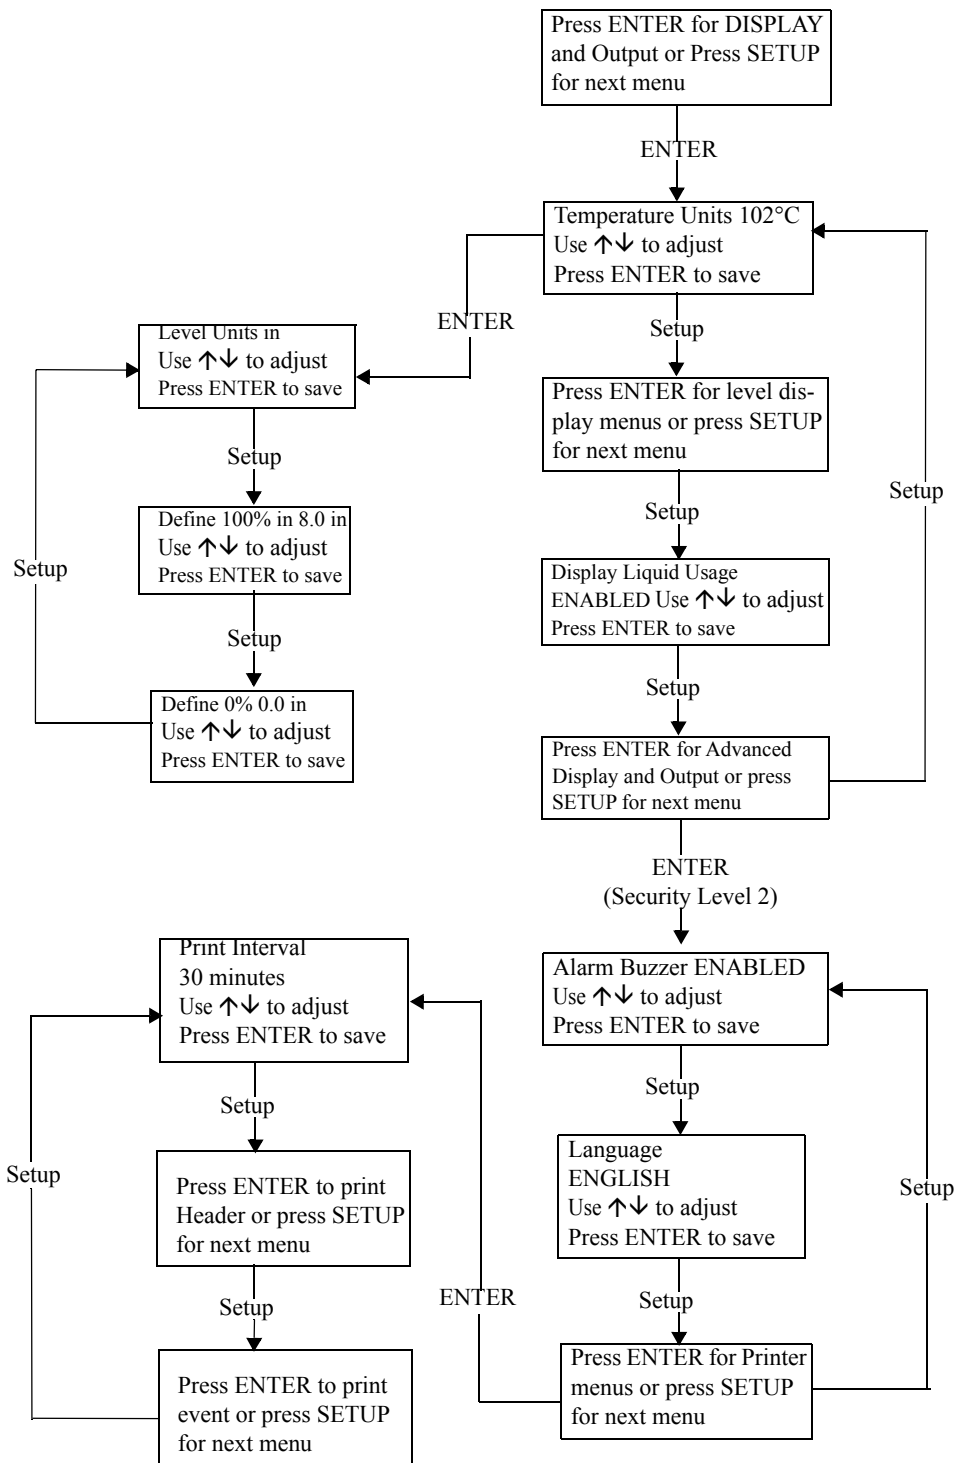 Press ENTER for DISPLAY
and Output or Press SETUP
for next menu
ENTER
Temperature Units 102°C
Use ↑↓ to adjust
Press ENTER to save
ENTER
Setup
Level Units in
Use ↑↓ to adjust
Press ENTER to save
Press ENTER for level dis-
play menus or press SETUP
for next menu
Setup
Setup
Setup
Define 100% in 8.0 in
Use ↑↓ to adjust
Press ENTER to save
Setup
Display Liquid Usage
ENABLED Use ↑↓ to adjust
Press ENTER to save
Setup
Setup
Define 0% 0.0 in
Use ↑↓ to adjust
Press ENTER to save
Press ENTER for Advanced
Display and Output or press
SETUP for next menu
ENTER
(Security Level 2)
Print Interval
30 minutes
Use ↑↓ to adjust
Press ENTER to save
Alarm Buzzer ENABLED
Use ↑↓ to adjust
Press ENTER to save
Setup
Setup
Setup
Press ENTER to print
Header or press SETUP
for next menu
Language
ENGLISH
Use ↑↓ to adjust
Press ENTER to save
Setup
Setup
ENTER
Setup
Press ENTER to print
event or press SETUP
for next menu
Press ENTER for Printer
menus or press SETUP
for next menu